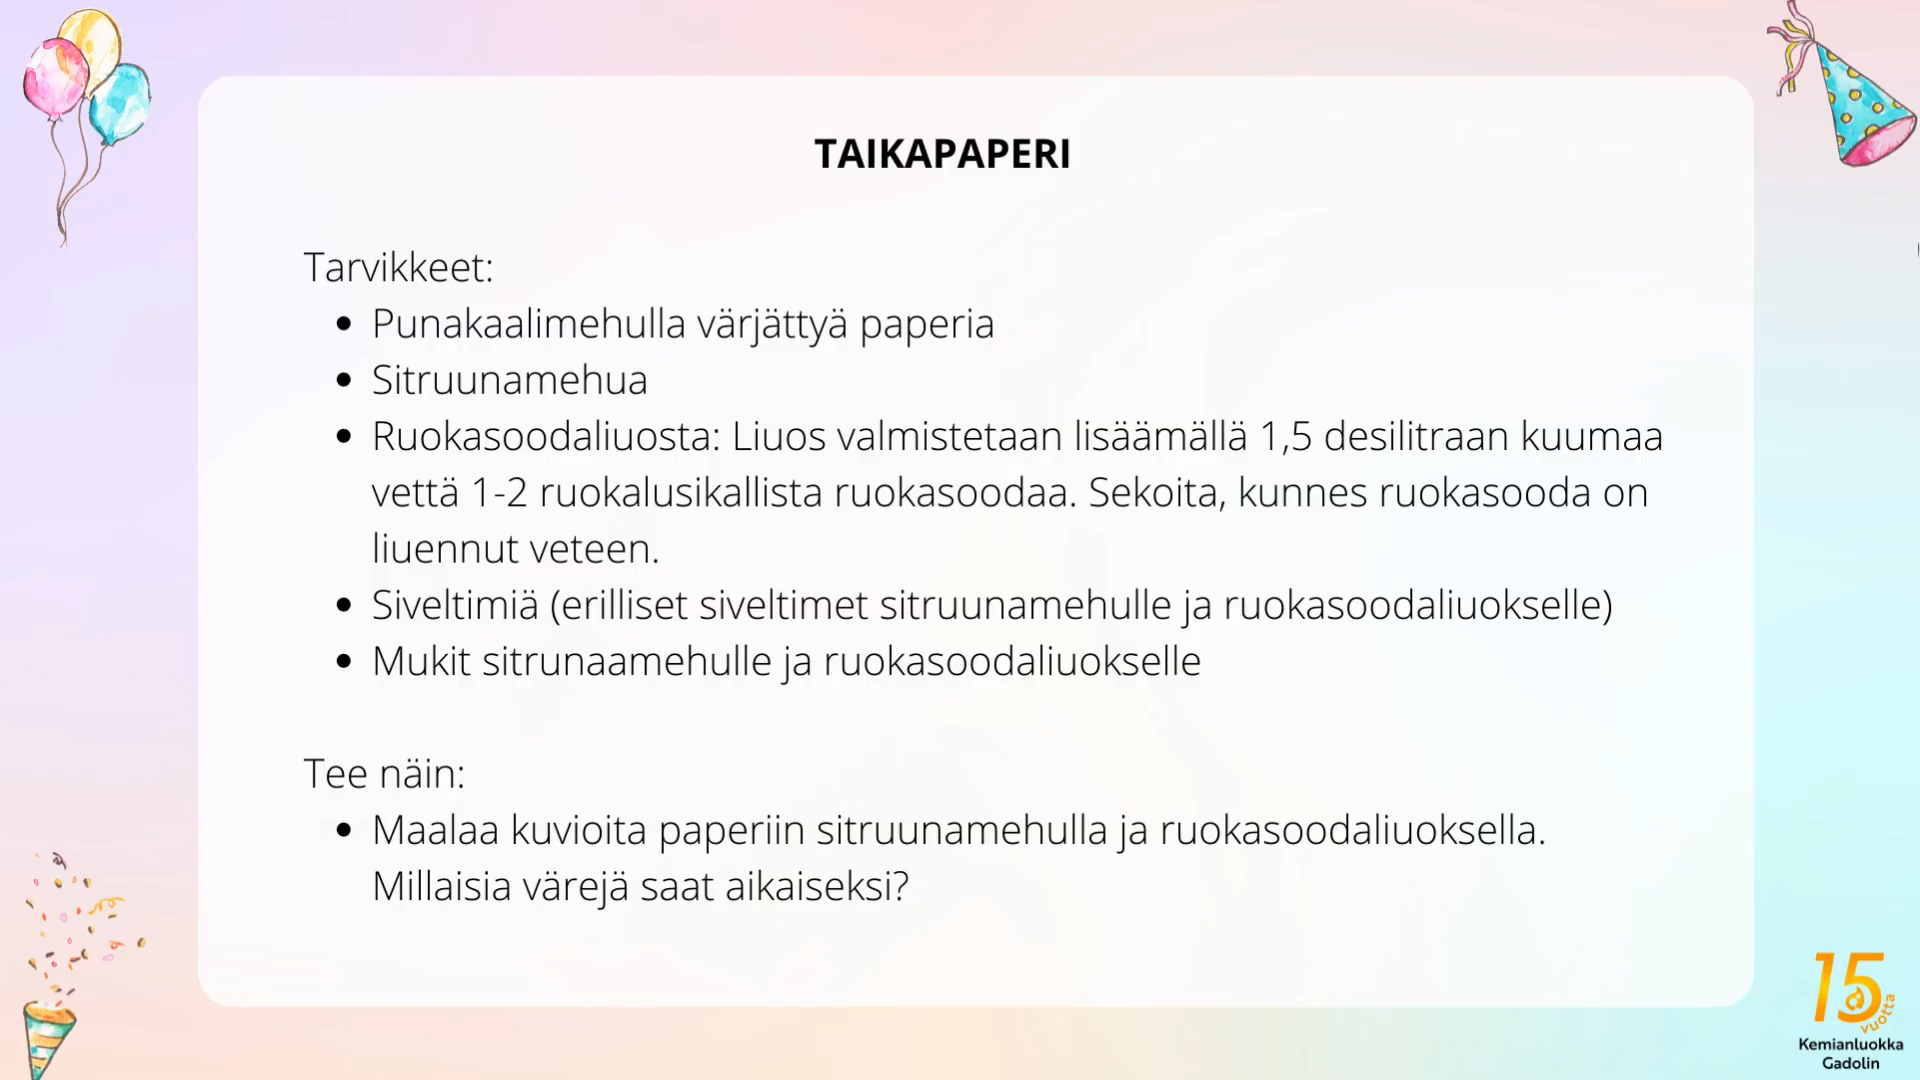 TAIKAPAPERI
Tarvikkeet:
• Punakaalimehulla värjättyä paperia
• Sitruunamehua
• Ruokasoodaliuosta: Liuos valmistetaan lisäämällä 1,5 desilitraan kuumaa
vettä 1-2 ruokalusikallista ruokasoodaa. Sekoita, kunnes ruokasooda on
liuennut veteen.
• Siveltimiä (erilliset siveltimet sitruunamehulle ja ruokasoodaliuokselle)
• Mukit sitrunaamehulle ja ruokasoodaliuokselle
Tee näin:
• Maalaa kuvioita paperiin sitruunamehulla ja ruokasoodaliuoksella.
Millaisia värejä saat aikaiseksi?
15
vuotta
Kemianluokka
Gadolin